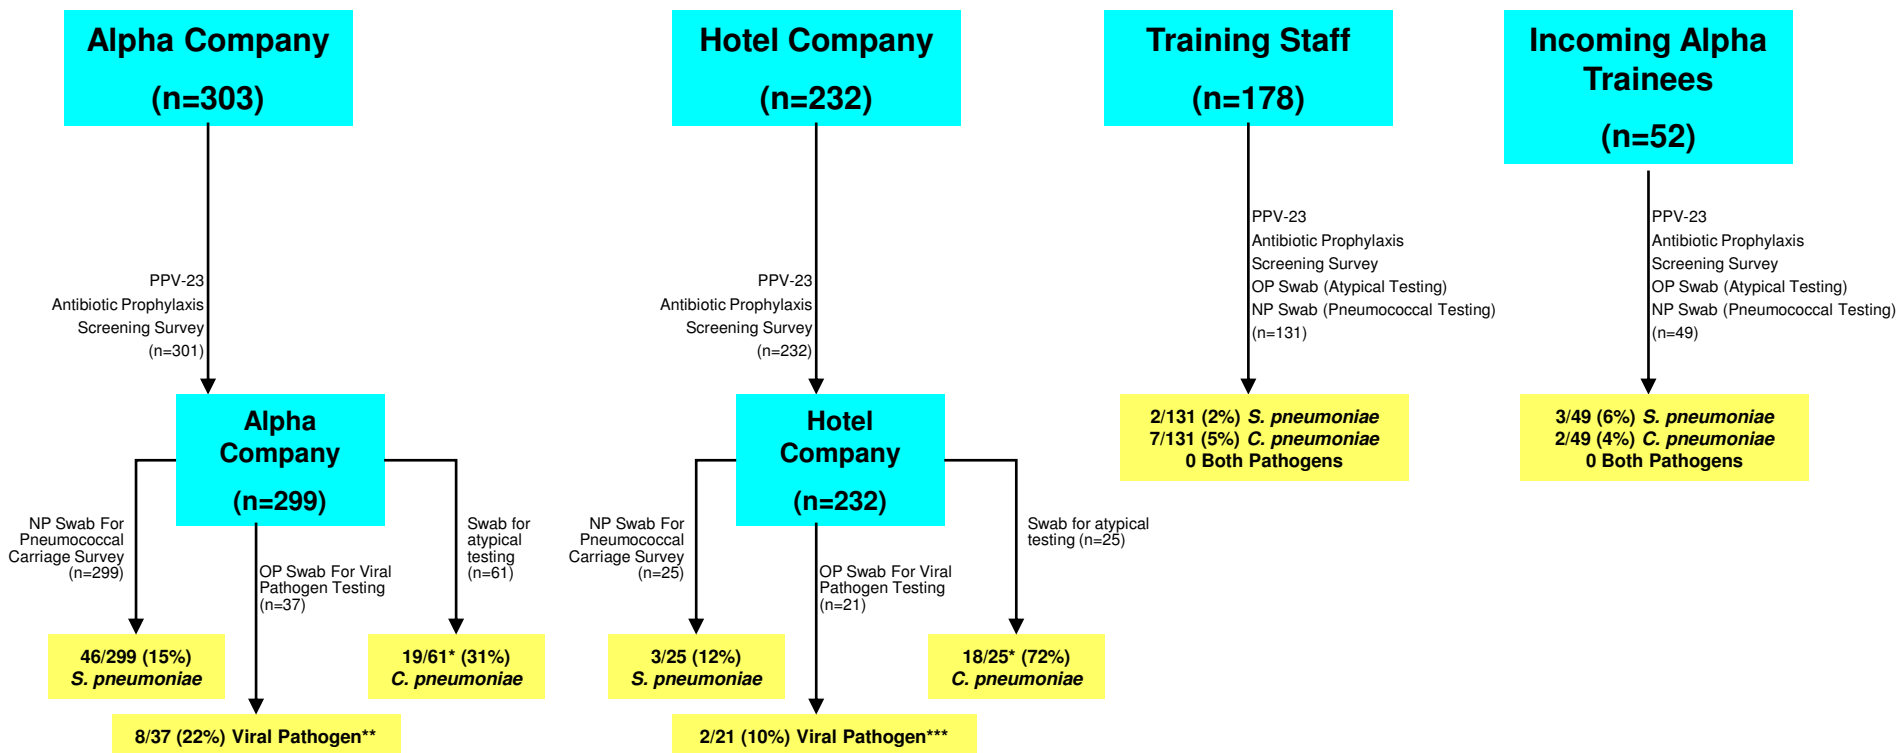 Alpha Company
(n=303)
Hotel Company
(n=232)
Training Staff
(n=178)
Incoming Alpha
Trainees
(n=52)
PPV-23
Antibiotic Prophylaxis
Screening Survey
(n=301)
PPV-23
Antibiotic Prophylaxis
Screening Survey
(n=232)
PPV-23
Antibiotic Prophylaxis
Screening Survey
OP Swab (Atypical Testing)
NP Swab (Pneumococcal Testing)
(n=131)
PPV-23
Antibiotic Prophylaxis
Screening Survey
OP Swab (Atypical Testing)
NP Swab (Pneumococcal Testing)
(n=49)
Alpha
Company
(n=299)
Hotel
Company
(n=232)
2/131 (2%) S. pneumoniae
7/131 (5%) C. pneumoniae
0 Both Pathogens
3/49 (6%) S. pneumoniae
2/49 (4%) C. pneumoniae
0 Both Pathogens
NP Swab For
Pneumococcal
Carriage Survey
(n=299)
OP Swab For Viral
Pathogen Testing
(n=37)
Swab for
atypical
testing
(n=61)
NP Swab For
Pneumococcal
Carriage Survey
(n=25)
OP Swab For Viral
Pathogen Testing
(n=21)
Swab for atypical
testing (n=25)
46/299 (15%)
S. pneumoniae
19/61* (31%)
C. pneumoniae
3/25 (12%)
S. pneumoniae
18/25* (72%)
C. pneumoniae
8/37 (22%) Viral Pathogen**
2/21 (10%) Viral Pathogen***